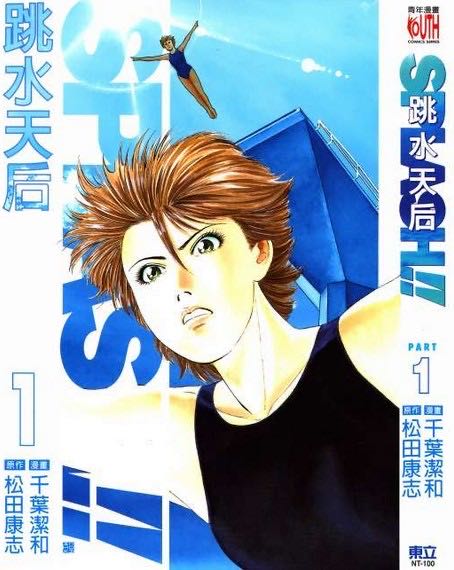 跳水天后
SPLASH!!
1
原作 漫畫
松田康志 千葉潔和
青年漫畫
YOUTH
COMICS SERIES
SPLASH!!
跳水天后
PART
1
原作 漫畫
松田康志 千葉潔和
東立
NT-100